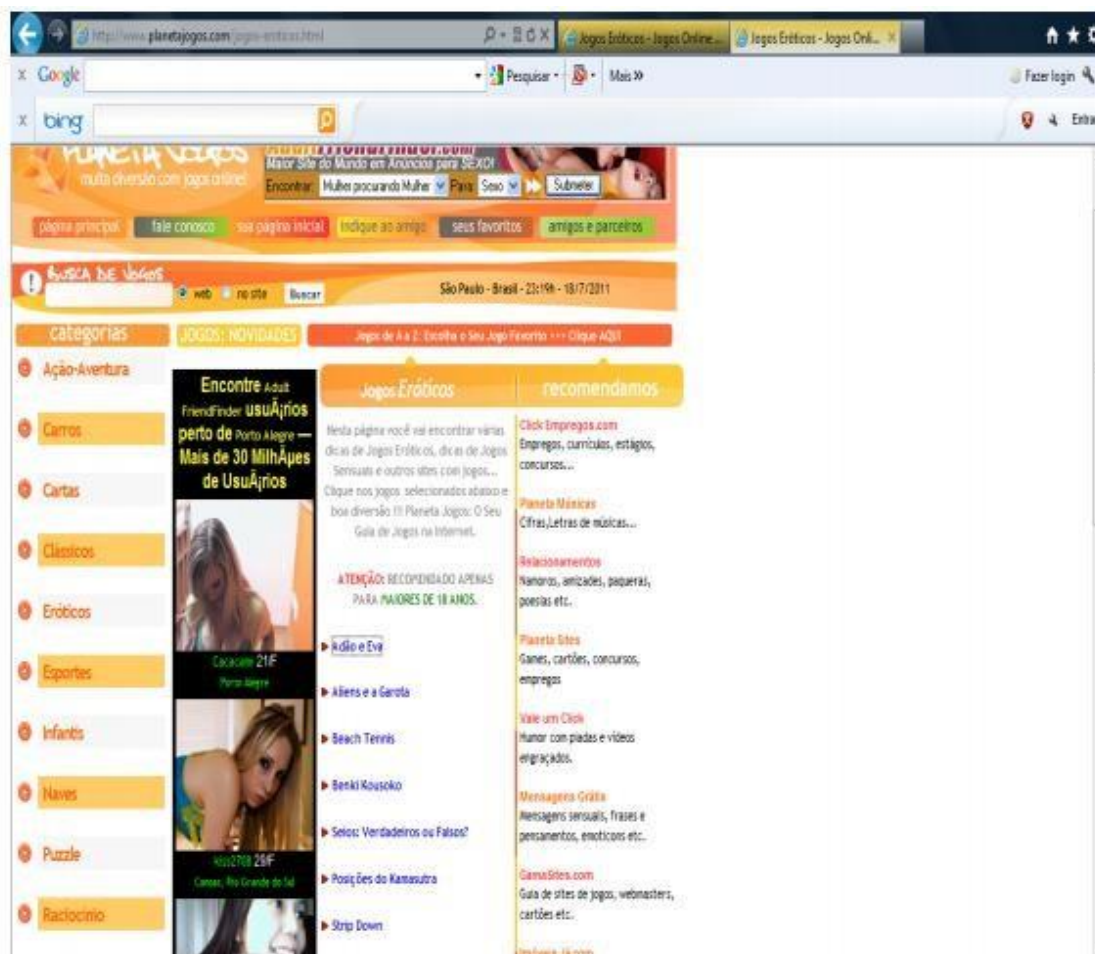 http://www.planetajogos.com/jogos-eroticos.html
Jogos Eróticos - Jogos Online...
Jogos Eróticos - Jogos Onli...
x Google
Pesquisar
Mais »
Fazer login
x bing
Entra
PLANETA JOGOS
muita diversão com jogos online!
Maior Site do Mundo em Anúncios para SEXO!
Encontrar: Mulher procurando Mulher Para: Sexo Submeter
página principal
fale conosco
sua página inicial
indique ao amigo
seus favoritos
amigos e parceiros
BUSCA DE JOGOS
web no site Buscar
São Paulo - Brasil - 23:19h - 18/7/2011
categorias
JOGOS: NOVIDADES
Jogos de A a Z: Escolha o Seu Jogo Favorito ››› Clique AQUI
Ação-Aventura
Carros
Cartas
Clássicos
Eróticos
Esportes
Infantis
Naves
Puzzle
Raciocínio
Encontre Adult
FriendFinder usuÃ¡rios
perto de Porto Alegre —
Mais de 30 MilhÃµes
de UsuÃ¡rios
21/F
Porto Alegre
kiss2708 29/F
Canoas, Rio Grande do Sul
Jogos Eróticos
Nesta página você vai encontrar várias
dicas de Jogos Eróticos, dicas de Jogos
Sensuais e outros sites com jogos...
Clique nos jogos selecionados abaixo e
boa diversão !!! Planeta Jogos: O Seu
Guia de Jogos na Internet.
ATENÇÃO: RECOMENDADO APENAS
PARA MAIORES DE 18 ANOS.
Adão e Eva
Aliens e a Garota
Beach Tennis
Benki Kousoko
Seios: Verdadeiros ou Falsos?
Posições do Kamasutra
Strip Down
recomendamos
Click Empregos.com
Empregos, currículos, estágios,
concursos...
Planeta Músicas
Cifras,Letras de músicas...
Relacionamentos
Namoros, amizades, paqueras,
poesias etc.
Planeta Sites
Games, cartões, concursos,
empregos
Vale um Click
Humor com piadas e vídeos
engraçados.
Mensagens Grátis
Mensagens sensuais, frases e
pensamentos, emoticons etc.
GamaSites.com
Guia de sites de jogos, webmasters,
cartões etc.